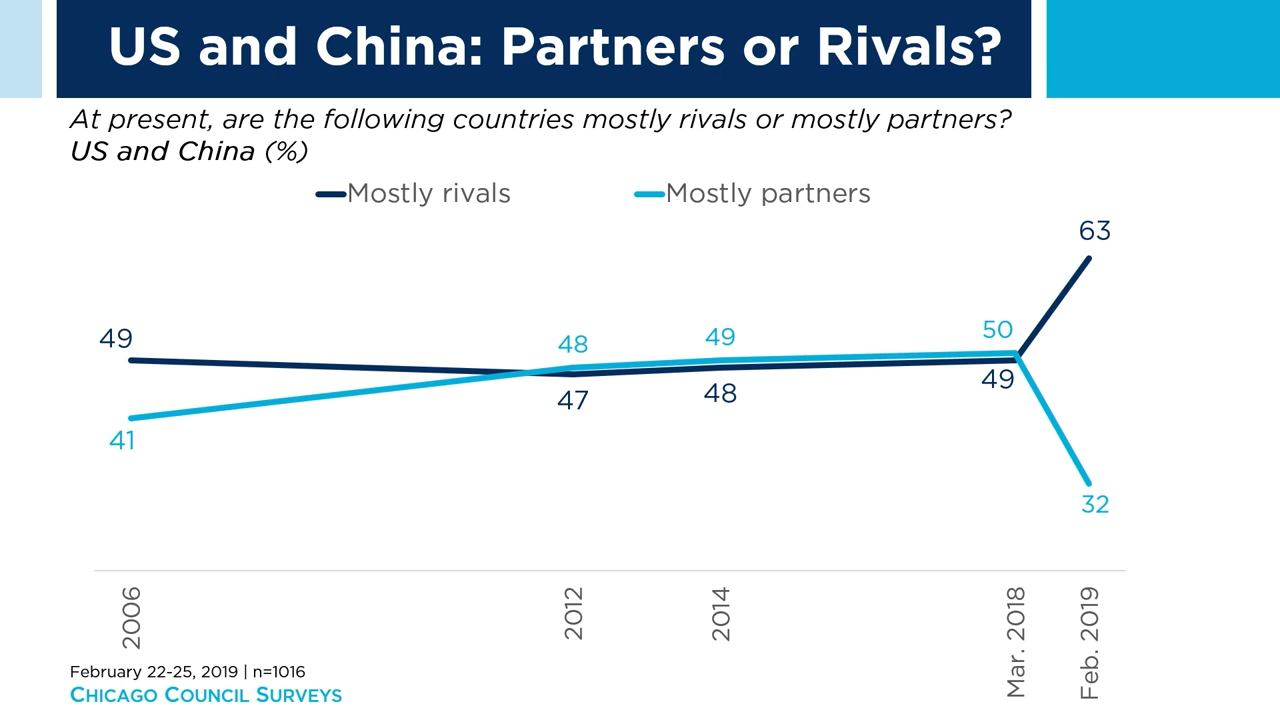 US and China: Partners or Rivals?
At present, are the following countries mostly rivals or mostly partners?
US and China (%)
Mostly rivals
Mostly partners
63
49
48
49
50
47
48
49
41
32
2006
2012
2014
Mar. 2018
Feb. 2019
February 22-25, 2019 | n=1016
CHICAGO COUNCIL SURVEYS